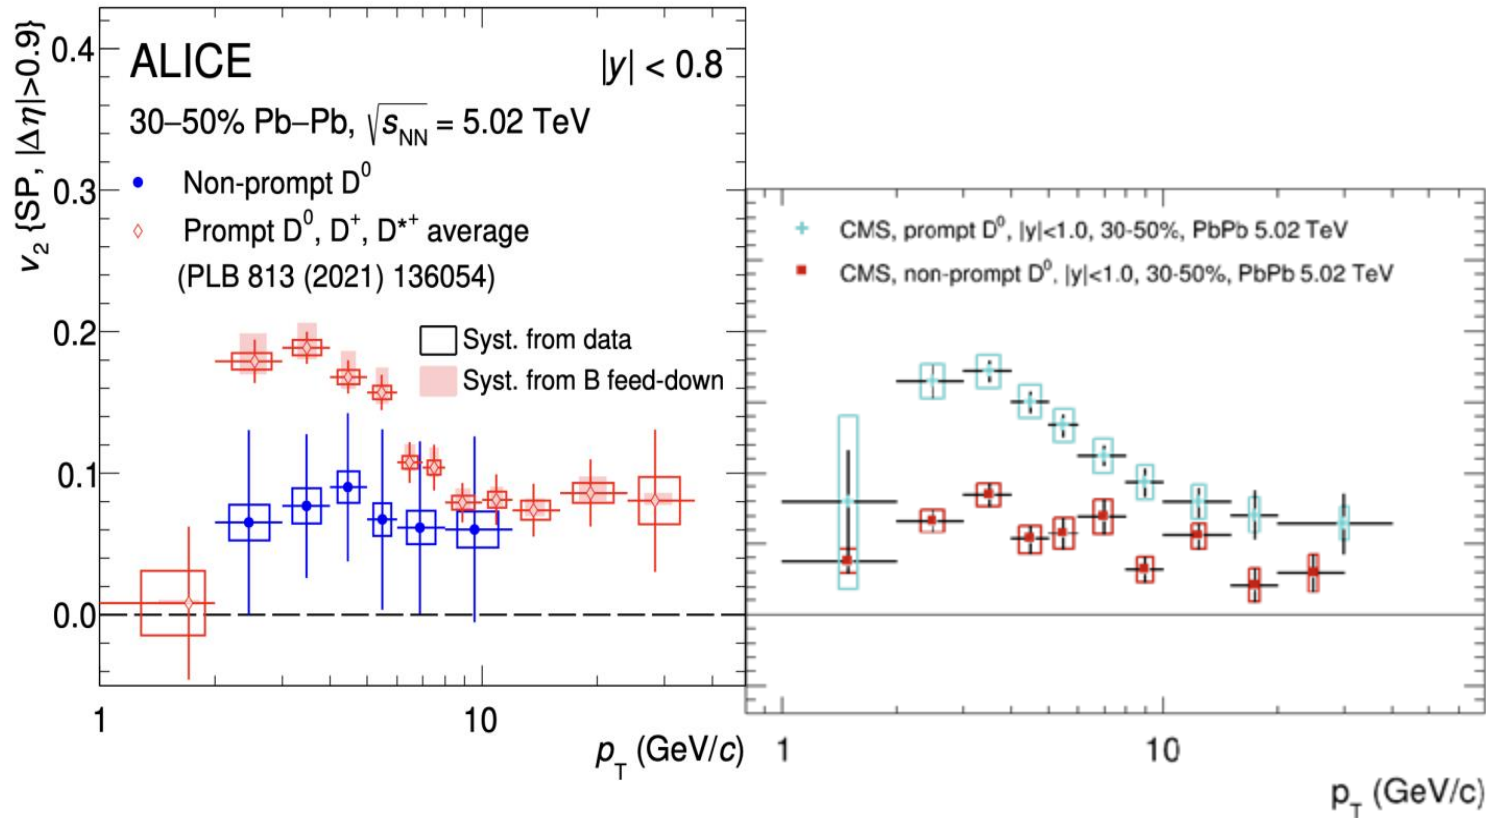 v₂ {SP, |Δη|>0.9}
0.4
0.3
0.2
0.1
0.0
ALICE
|y| < 0.8
30–50% Pb–Pb, √sNN = 5.02 TeV
Non-prompt D⁰
Prompt D⁰, D⁺, D*⁺ average
(PLB 813 (2021) 136054)
Syst. from data
Syst. from B feed-down
1
10
pT (GeV/c)
CMS, prompt D⁰, |y|<1.0, 30-50%, PbPb 5.02 TeV
CMS, non-prompt D⁰, |y|<1.0, 30-50%, PbPb 5.02 TeV
1
10
pT (GeV/c)